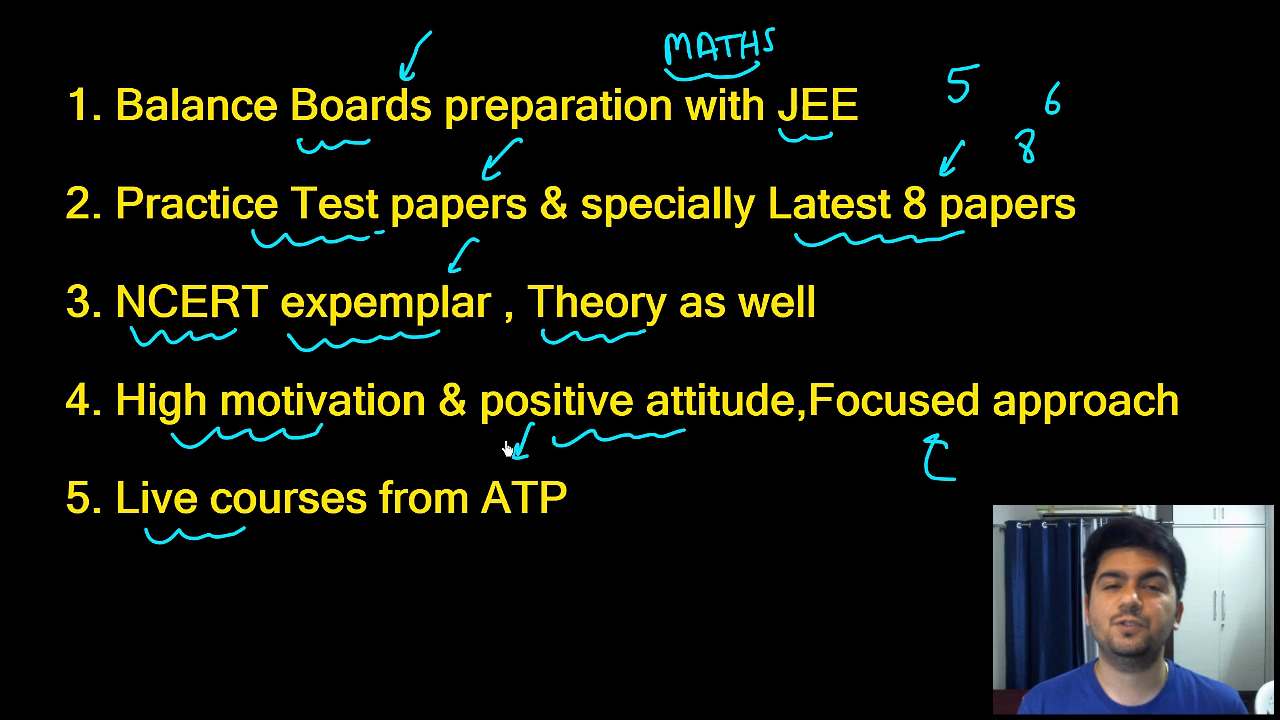 MATHS
1. Balance Boards preparation with JEE
5
6
8
2. Practice Test papers & specially Latest 8 papers
3. NCERT expemplar , Theory as well
4. High motivation & positive attitude,Focused approach
5. Live courses from ATP